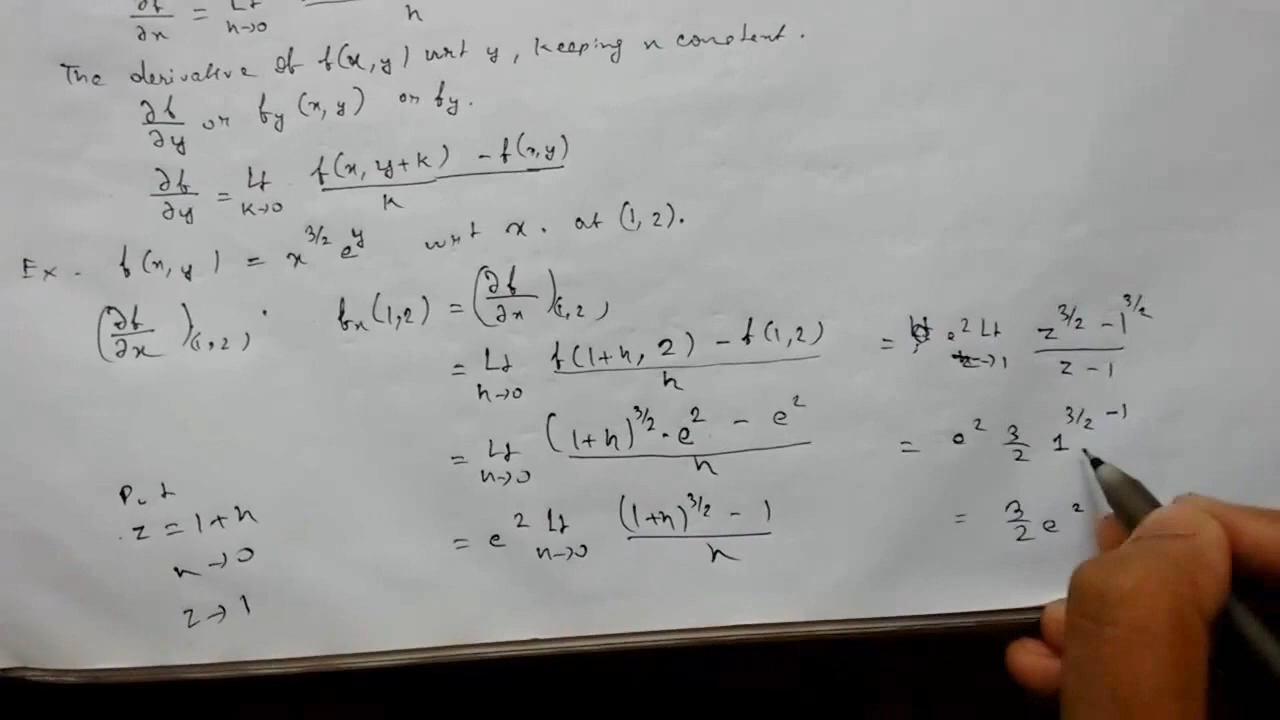 ∂f/∂x = Lt h→0 h
The derivative of f(x, y) wrt y, keeping x constent.
∂f/∂y or fy (x, y) or fy.
∂f/∂y = Lt k→0 f(x, y+k) - f(x,y) / k
Ex. f(x, y) = x^3/2 e^y wrt x. at (1, 2).
(∂f/∂x)(1,2) . fx(1,2) = (∂f/∂x)(1,2)
= Lt h→0 f(1+h, 2) - f(1,2) / h
= Lt h→0 (1+h)^3/2 . e^2 - e^2 / h
= e^2 Lt h→0 (1+h)^3/2 - 1 / h
Put
z = 1+h
h→0
z→1
= e^2 Lt z→1 z^3/2 - 1^3/2 / z - 1
= e^2 3/2 1^3/2 -1
= 3/2 e^2